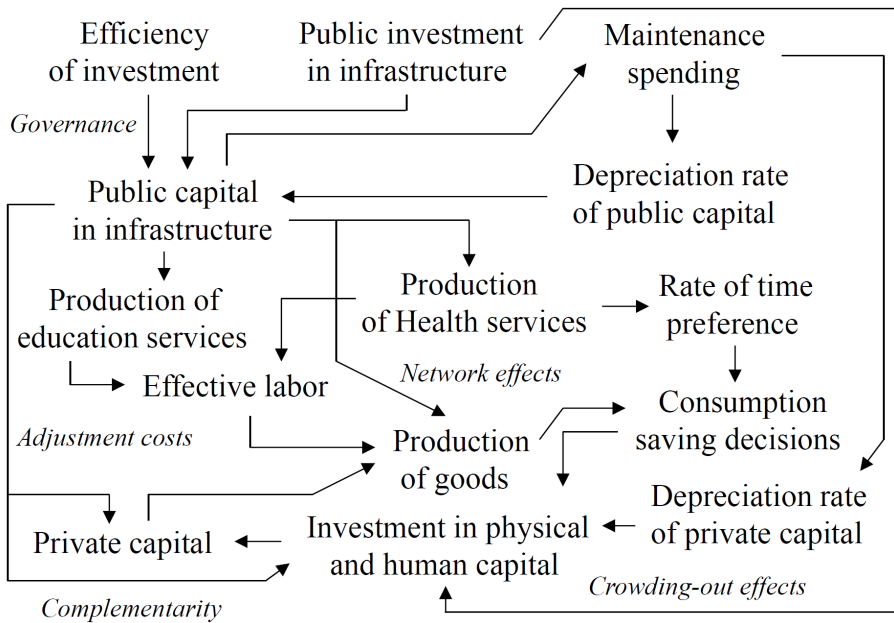 Efficiency
of investment
Public investment
in infrastructure
Maintenance
spending
Governance
Public capital
in infrastructure
Depreciation rate
of public capital
Production of
education services
Production
of Health services
Rate of time
preference
Effective labor
Network effects
Consumption
saving decisions
Adjustment costs
Production
of goods
Depreciation rate
of private capital
Private capital
Investment in physical
and human capital
Crowding-out effects
Complementarity